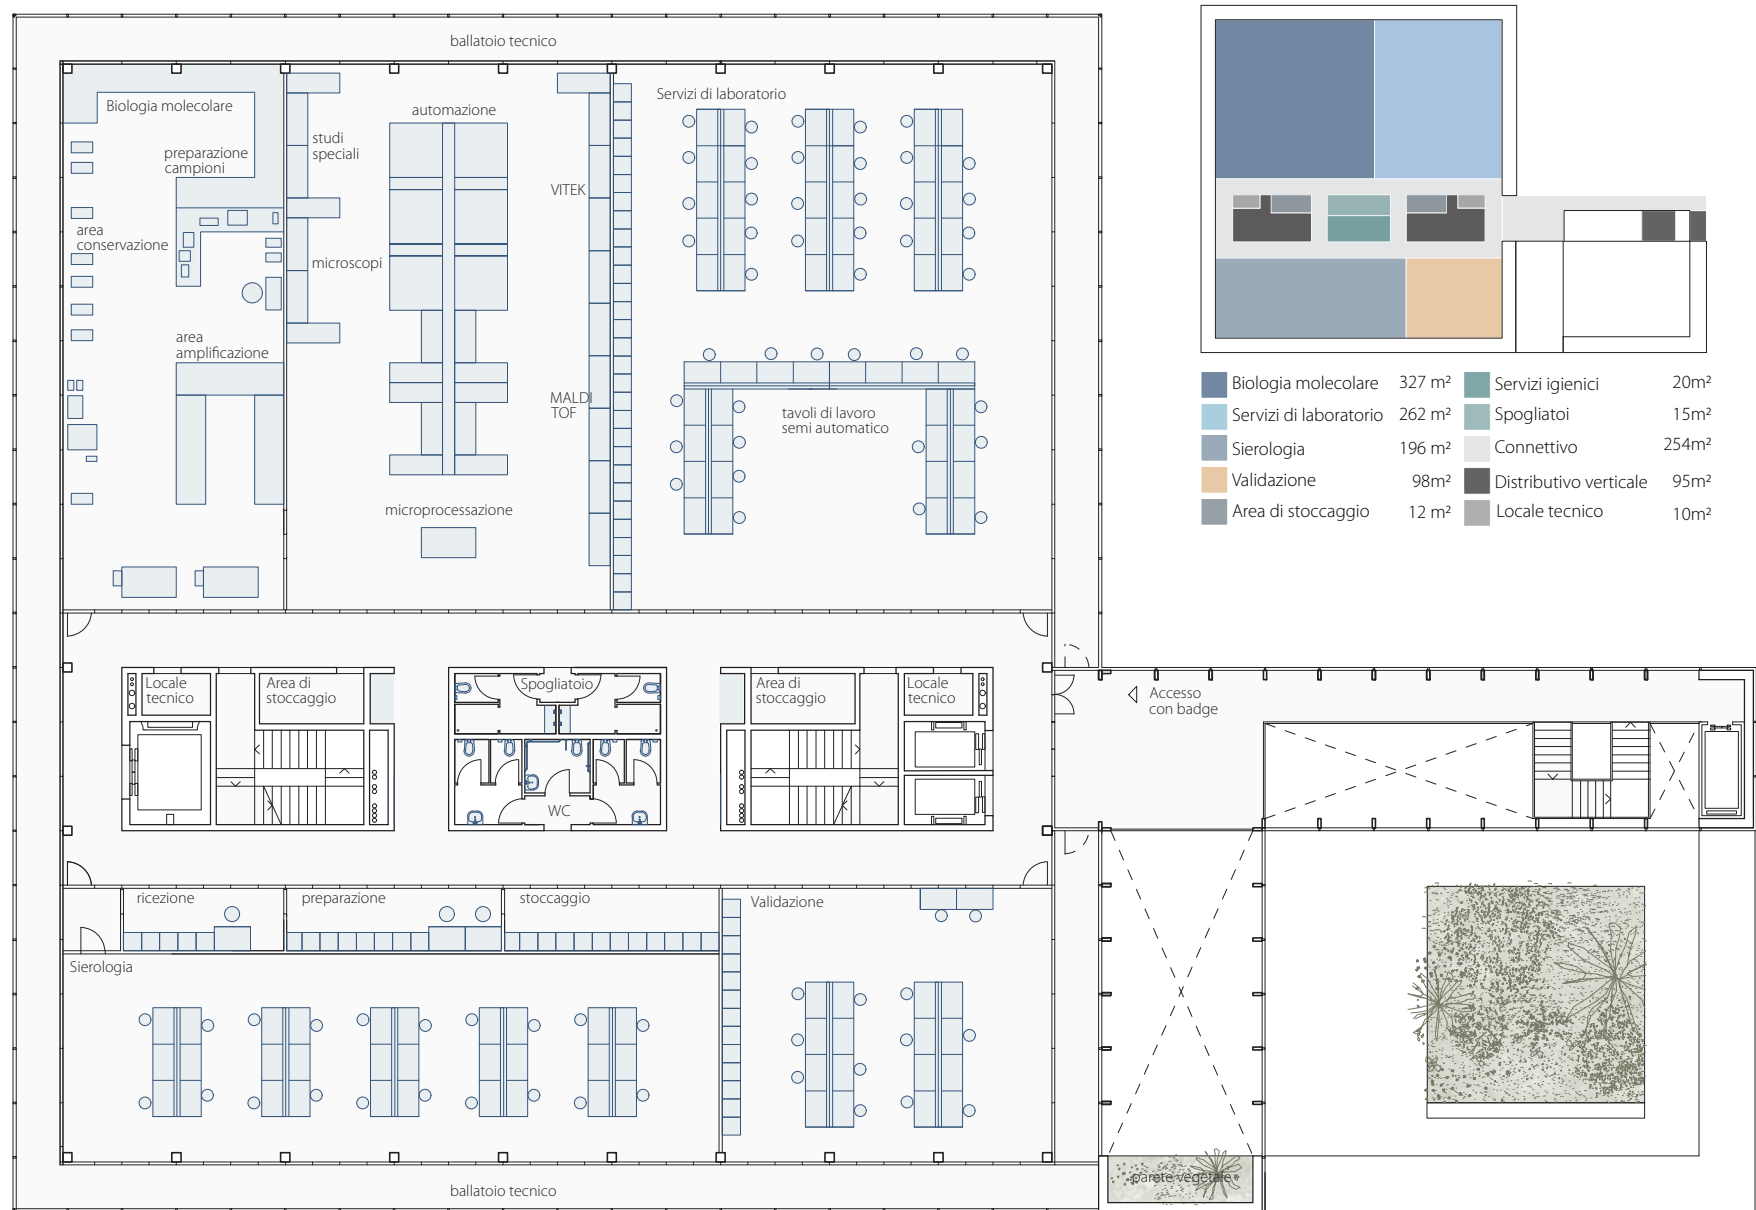 ballatoio tecnico
Biologia molecolare
preparazione
campioni
area
conservazione
area
amplificazione
studi
speciali
microscopi
automazione
VITEK
MALDI
TOF
microprocessazione
Servizi di laboratorio
tavoli di lavoro
semi automatico
Biologia molecolare 327 m²
Servizi di laboratorio 262 m²
Sierologia 196 m²
Validazione 98m²
Area di stoccaggio 12 m²
Servizi igienici 20m²
Spogliatoi 15m²
Connettivo 254m²
Distributivo verticale 95m²
Locale tecnico 10m²
Locale
tecnico
Area di
stoccaggio
Spogliatoio
WC
Area di
stoccaggio
Locale
tecnico
Accesso
con badge
ricezione
preparazione
stoccaggio
Validazione
Sierologia
parete vegetale
ballatoio tecnico